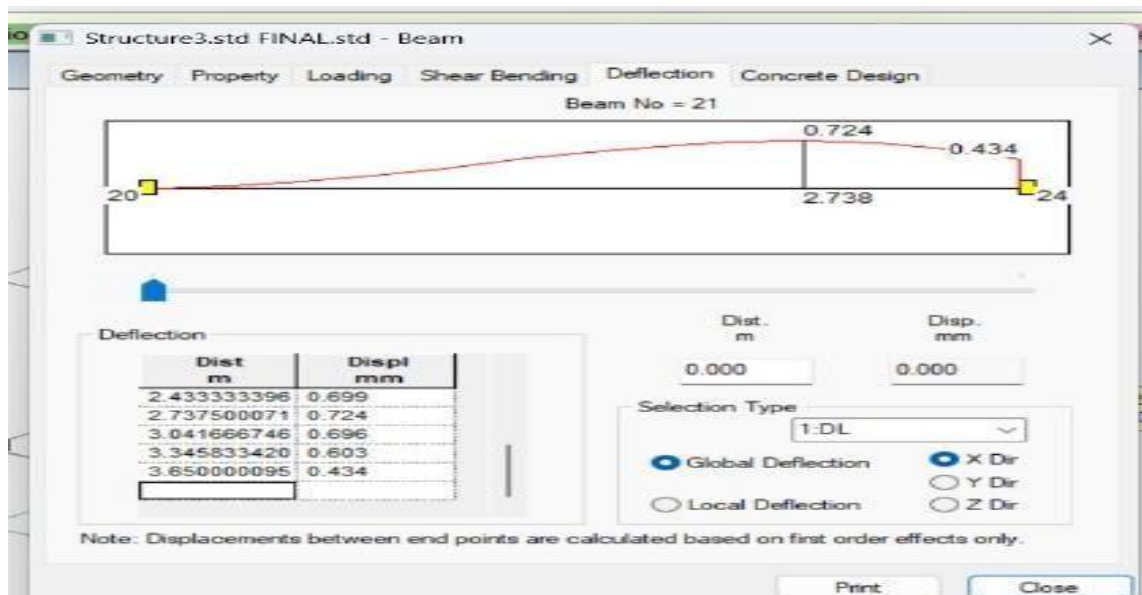 Structure3.std FINAL.std - Beam
Geometry Property Loading Shear Bending Deflection Concrete Design
Beam No = 21
0.724
0.434
20
2.738
24
Deflection
Dist Displ
m mm
2.433333396 0.699
2.737500071 0.724
3.041666746 0.696
3.345833420 0.603
3.650000095 0.434
Dist. Disp.
m mm
0.000 0.000
Selection Type
1:DL
Global Deflection
Local Deflection
X Dir
Y Dir
Z Dir
Note: Displacements between end points are calculated based on first order effects only.
Print Close